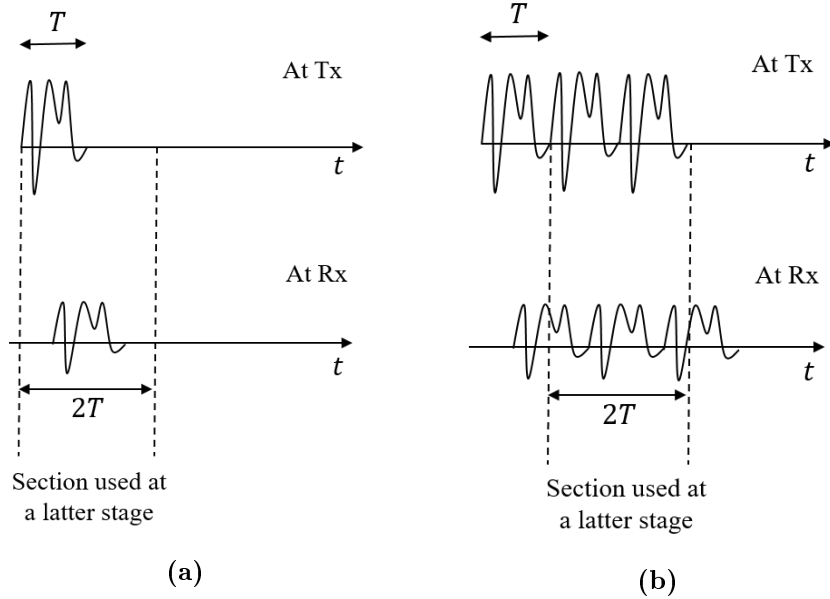 T
At Tx
t
At Rx
t
2T
Section used at
a latter stage
(a)
T
At Tx
t
At Rx
t
2T
Section used at
a latter stage
(b)